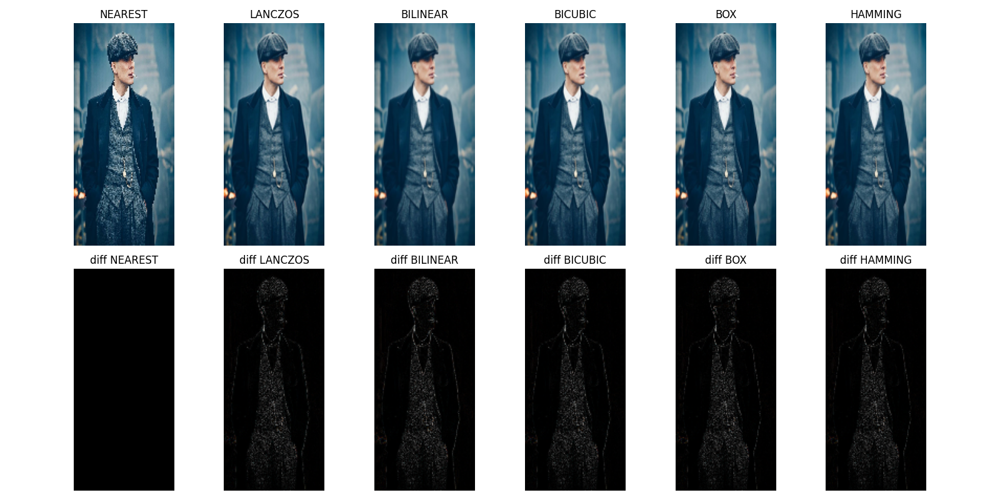 NEAREST LANCZOS BILINEAR BICUBIC BOX HAMMING
diff NEAREST diff LANCZOS diff BILINEAR diff BICUBIC diff BOX diff HAMMING